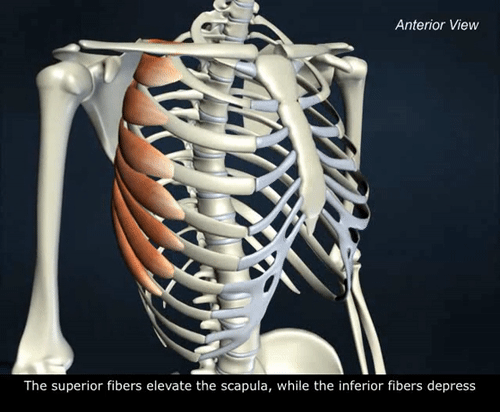 Anterior View
The superior fibers elevate the scapula, while the inferior fibers depress